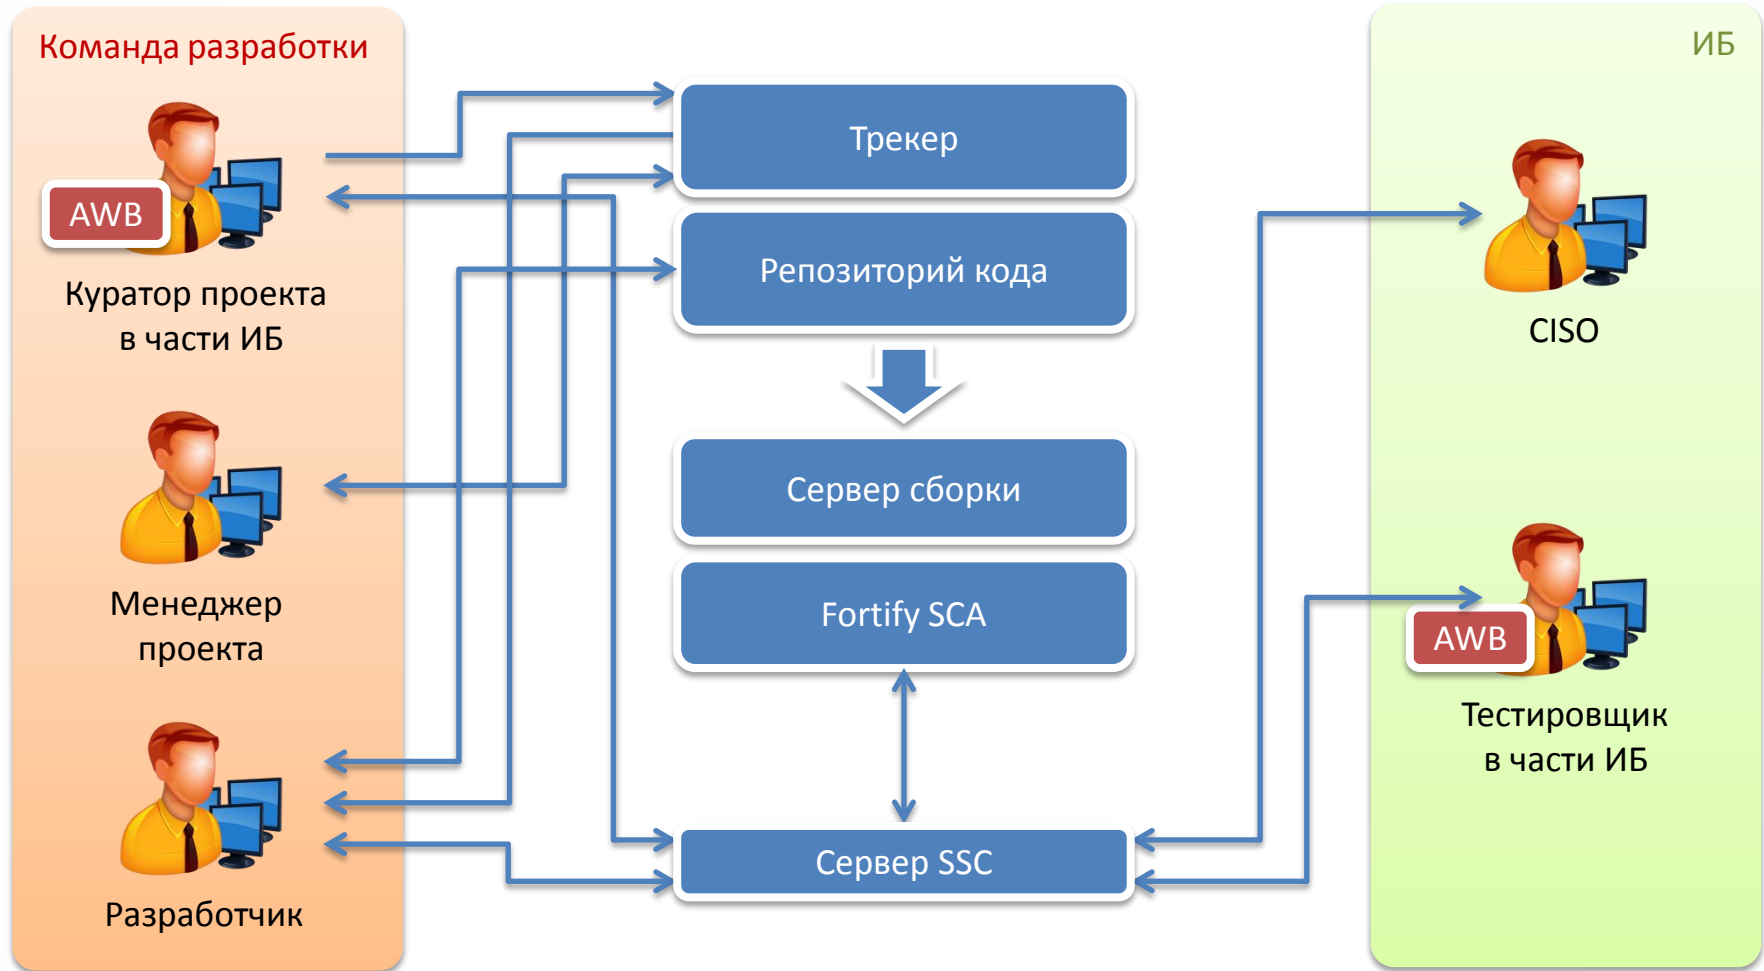 Команда разработки
AWB
Куратор проекта
в части ИБ
Менеджер
проекта
Разработчик
Трекер
Репозиторий кода
Сервер сборки
Fortify SCA
Сервер SSC
ИБ
CISO
AWB
Тестировщик
в части ИБ